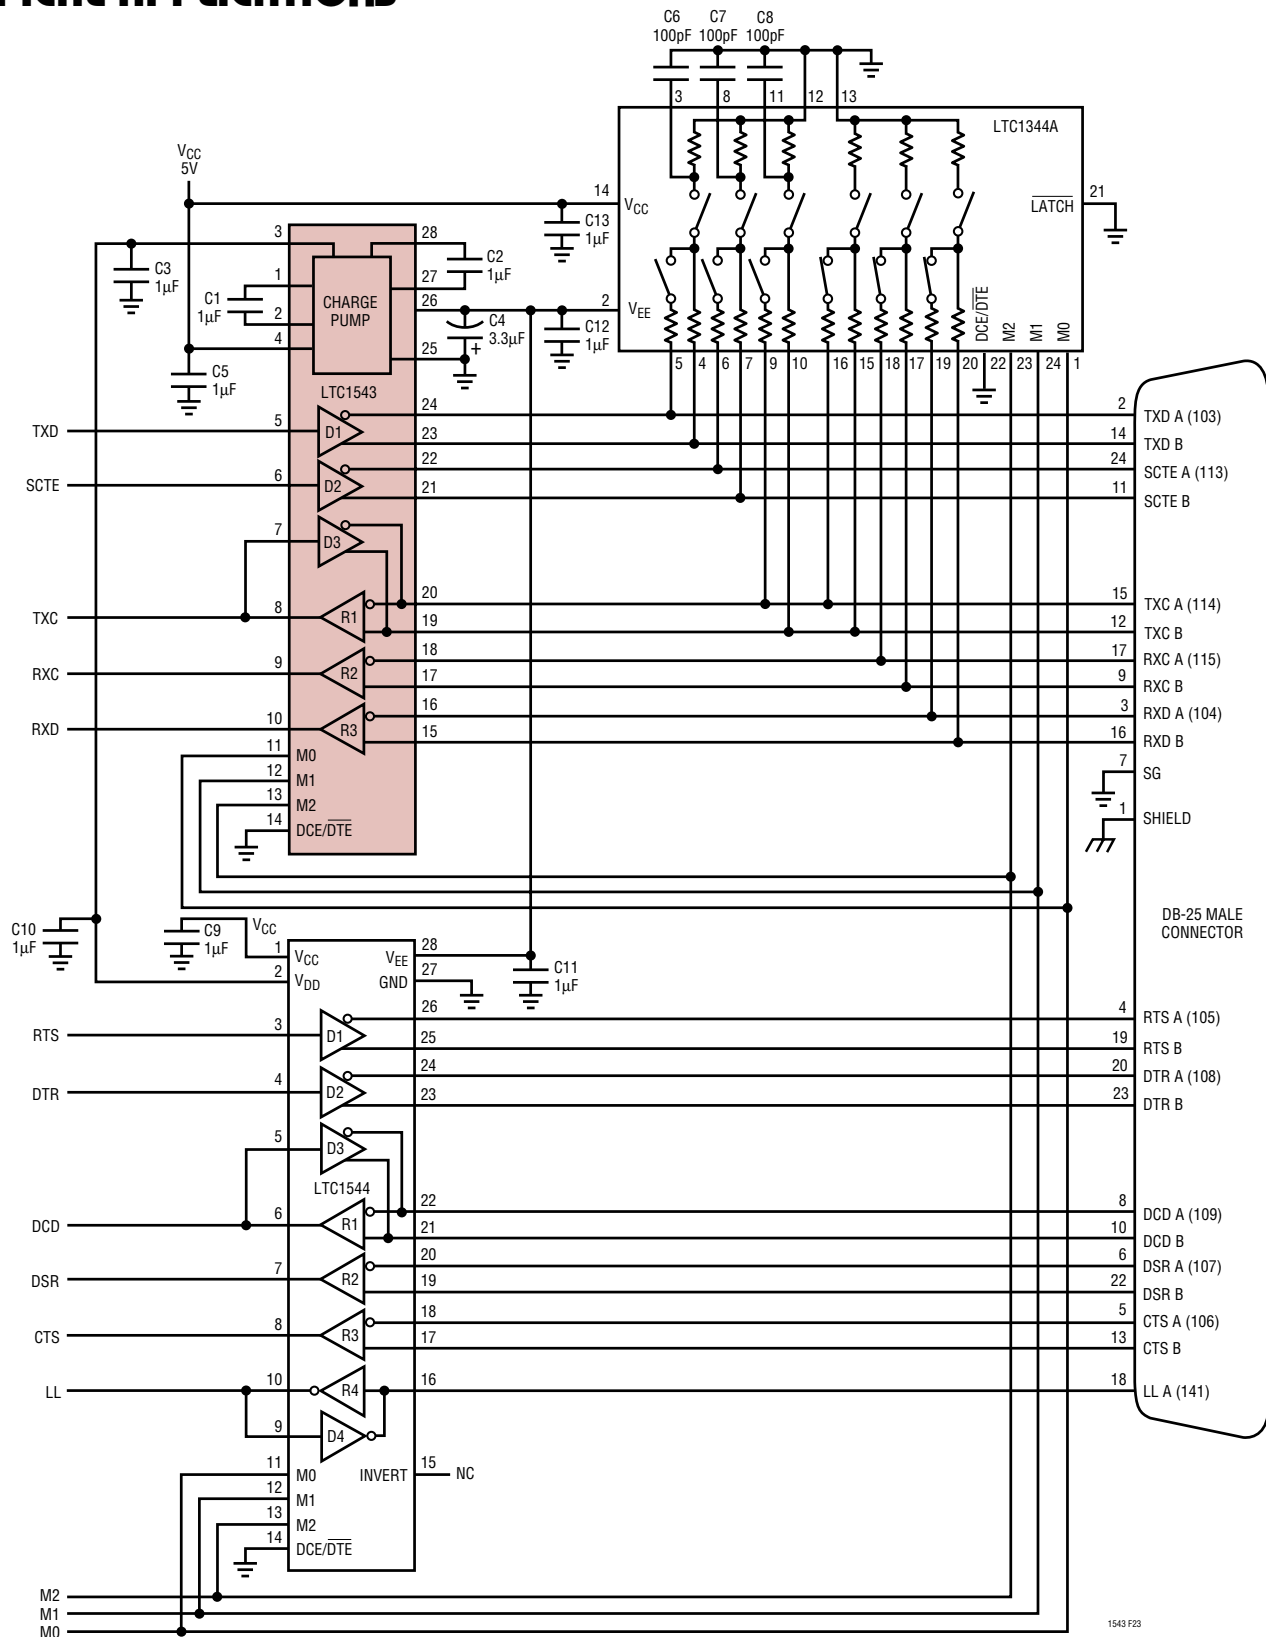 C6 C7 C8
100pF 100pF 100pF
3 8 11 12 13
LTC1344A
VCC
5V
14
VCC
21
LATCH
C13
1µF
3 28
C3
1µF
C2
1µF
1 27
C1
1µF
CHARGE
PUMP
26
2
VEE
2
C4
3.3µF
+
C12
1µF
DCE/DTE
M2
M1
M0
4 25
C5
1µF
5 4 6 7 9 10 16 15 18 17 19 20 22 23 24 1
LTC1543
TXD 5 D1 24 2 TXD A (103)
23 14 TXD B
SCTE 6 D2 22 24 SCTE A (113)
21 11 SCTE B
7 D3
TXC 8 R1 20 15 TXC A (114)
19 12 TXC B
RXC 9 R2 18 17 RXC A (115)
17 9 RXC B
RXD 10 R3 16 3 RXD A (104)
15 16 RXD B
11 M0
7 SG
12 M1
13 M2
1 SHIELD
14 DCE/DTE
DB-25 MALE
CONNECTOR
C10
1µF
C9
1µF
VCC
1 VCC
VEE 28
2 VDD
GND 27
C11
1µF
RTS 3 D1 26 4 RTS A (105)
25 19 RTS B
DTR 4 D2 24 20 DTR A (108)
23 23 DTR B
5 D3
LTC1544
DCD 6 R1 22 8 DCD A (109)
21 10 DCD B
DSR 7 R2 20 6 DSR A (107)
19 22 DSR B
CTS 8 R3 18 5 CTS A (106)
17 13 CTS B
LL 10 R4 16 18 LL A (141)
9 D4
11 M0
INVERT 15 NC
12 M1
13 M2
14 DCE/DTE
M2
M1
M0
1543 F23